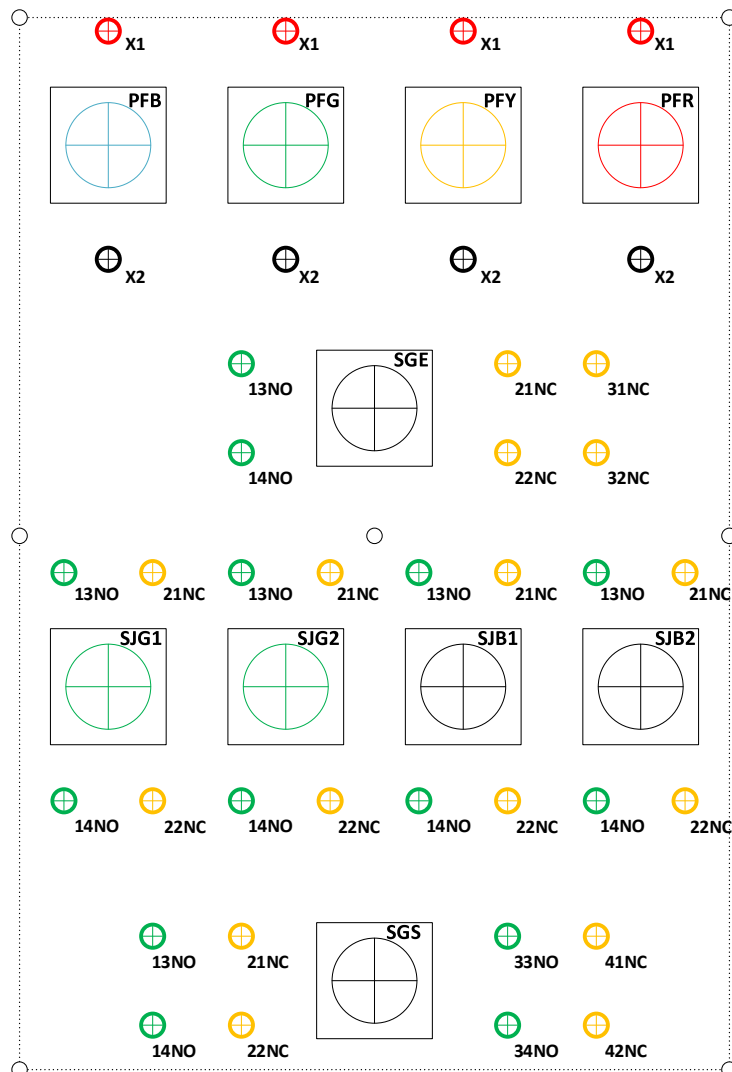 X1 X1 X1 X1
PFB PFG PFY PFR
X2 X2 X2 X2
SGE
13NO 21NC 31NC
14NO 22NC 32NC
13NO 21NC 13NO 21NC 13NO 21NC 13NO 21NC
SJG1 SJG2 SJB1 SJB2
14NO 22NC 14NO 22NC 14NO 22NC 14NO 22NC
SGS
13NO 21NC 33NO 41NC
14NO 22NC 34NO 42NC